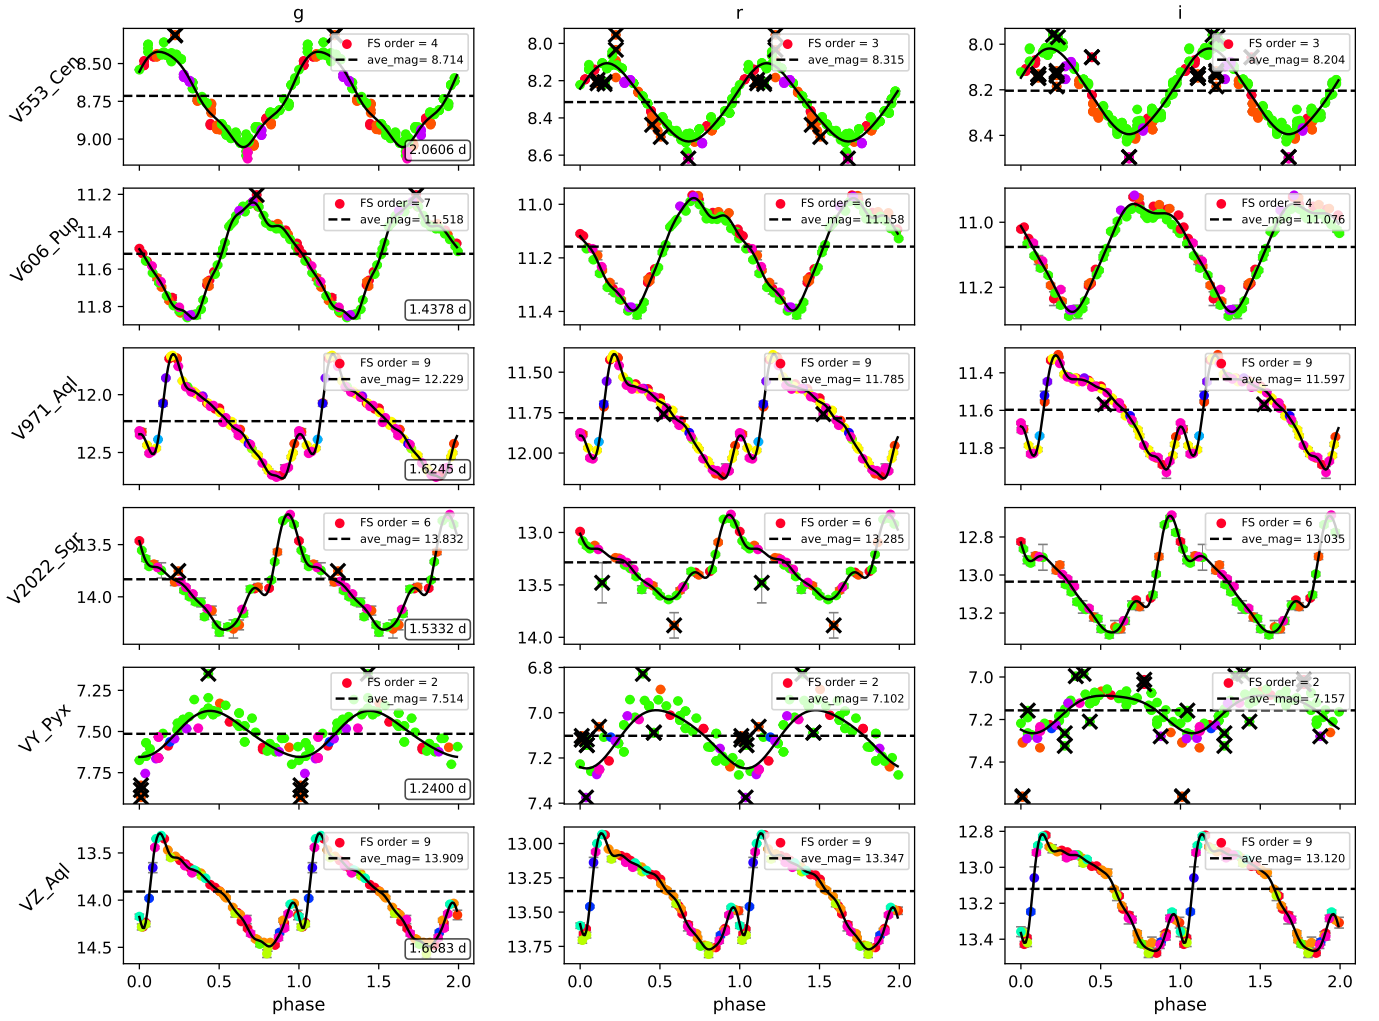 g r i
V553_Cen
8.50
8.75
9.00
FS order = 4
ave_mag= 8.714
2.0606 d
8.0
8.2
8.4
8.6
FS order = 3
ave_mag= 8.315
8.0
8.2
8.4
FS order = 3
ave_mag= 8.204
V606_Pup
11.2
11.4
11.6
11.8
FS order = 7
ave_mag= 11.518
1.4378 d
11.0
11.2
11.4
FS order = 6
ave_mag= 11.158
11.0
11.2
FS order = 4
ave_mag= 11.076
V971_Aql
12.0
12.5
FS order = 9
ave_mag= 12.229
1.6245 d
11.50
11.75
12.00
FS order = 9
ave_mag= 11.785
11.4
11.6
11.8
FS order = 9
ave_mag= 11.597
V2022_Sgr
13.5
14.0
FS order = 6
ave_mag= 13.832
1.5332 d
13.0
13.5
14.0
FS order = 6
ave_mag= 13.285
12.8
13.0
13.2
FS order = 6
ave_mag= 13.035
VY_Pyx
7.25
7.50
7.75
FS order = 2
ave_mag= 7.514
1.2400 d
6.8
7.0
7.2
7.4
FS order = 2
ave_mag= 7.102
7.0
7.2
7.4
FS order = 2
ave_mag= 7.157
VZ_Aql
13.5
14.0
14.5
FS order = 9
ave_mag= 13.909
1.6683 d
13.00
13.25
13.50
13.75
FS order = 9
ave_mag= 13.347
12.8
13.0
13.2
13.4
FS order = 9
ave_mag= 13.120
0.0 0.5 1.0 1.5 2.0
phase
0.0 0.5 1.0 1.5 2.0
phase
0.0 0.5 1.0 1.5 2.0
phase